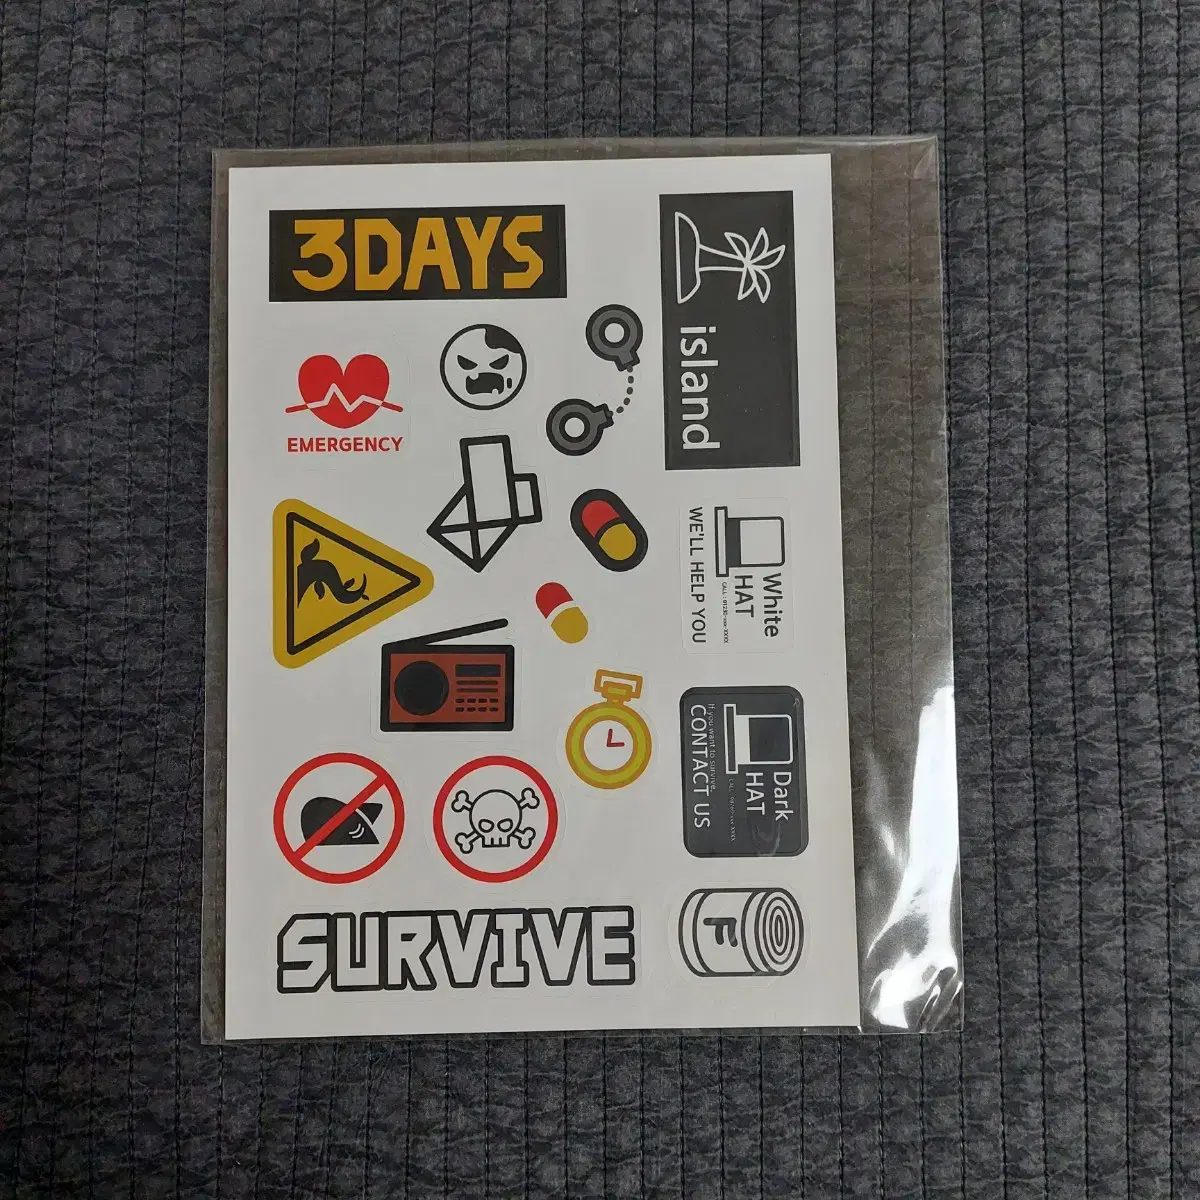 3DAYS
island
EMERGENCY
White
HAT
WE'LL HELP YOU
Dark
HAT
If you want to survive,
CONTACT US
SURVIVE
F